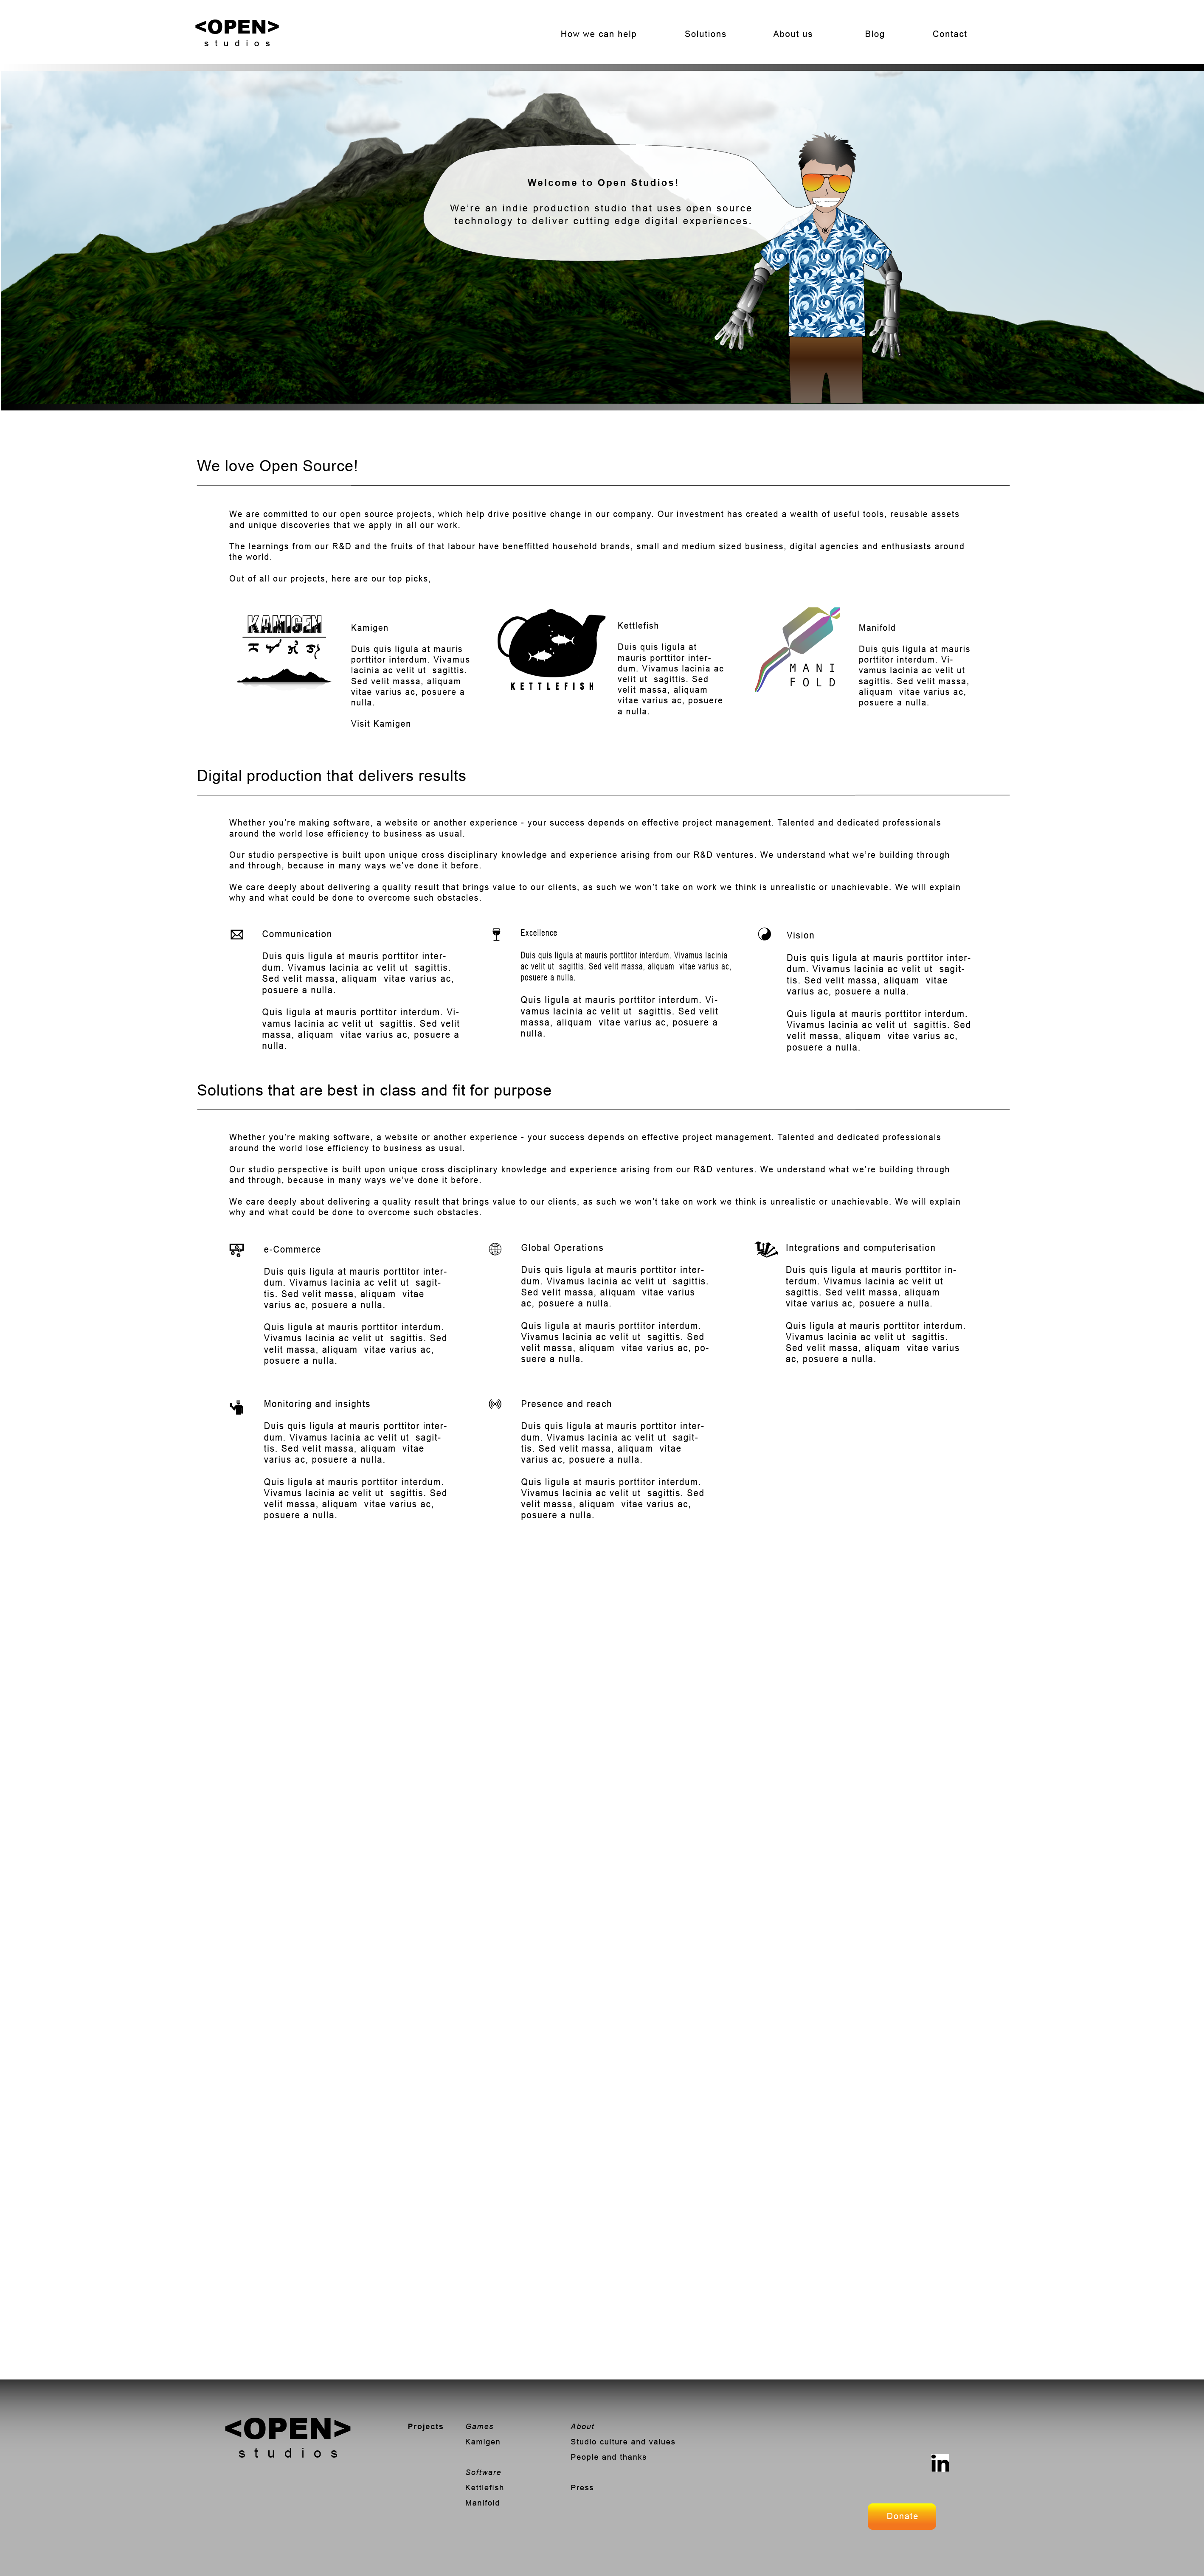 <OPEN>
studios
How we can help
Solutions
About us
Blog
Contact
Welcome to Open Studios!
We're an indie production studio that uses open source
technology to deliver cutting edge digital experiences.
We love Open Source!
We are committed to our open source projects, which help drive positive change in our company. Our investment has created a wealth of useful tools, reusable assets
and unique discoveries that we apply in all our work.
The learnings from our R&D and the fruits of that labour have beneffitted household brands, small and medium sized business, digital agencies and enthusiasts around
the world.
Out of all our projects, here are our top picks,
KAMIGEN
Kamigen
Duis quis ligula at mauris
porttitor interdum. Vivamus
lacinia ac velit ut  sagittis.
Sed velit massa, aliquam
vitae varius ac, posuere a
nulla.
Visit Kamigen
KETTLEFISH
Kettlefish
Duis quis ligula at
mauris porttitor inter-
dum. Vivamus lacinia ac
velit ut  sagittis. Sed
velit massa, aliquam
vitae varius ac, posuere
a nulla.
MANI
FOLD
Manifold
Duis quis ligula at mauris
porttitor interdum. Vi-
vamus lacinia ac velit ut
sagittis. Sed velit massa,
aliquam  vitae varius ac,
posuere a nulla.
Digital production that delivers results
Whether you're making software, a website or another experience - your success depends on effective project management. Talented and dedicated professionals
around the world lose efficiency to business as usual.
Our studio perspective is built upon unique cross disciplinary knowledge and experience arising from our R&D ventures. We understand what we're building through
and through, because in many ways we've done it before.
We care deeply about delivering a quality result that brings value to our clients, as such we won't take on work we think is unrealistic or unachievable. We will explain
why and what could be done to overcome such obstacles.
Communication
Duis quis ligula at mauris porttitor inter-
dum. Vivamus lacinia ac velit ut  sagittis.
Sed velit massa, aliquam  vitae varius ac,
posuere a nulla.
Quis ligula at mauris porttitor interdum. Vi-
vamus lacinia ac velit ut  sagittis. Sed velit
massa, aliquam  vitae varius ac, posuere a
nulla.
Excellence
Duis quis ligula at mauris porttitor interdum. Vivamus lacinia
ac velit ut  sagittis. Sed velit massa, aliquam  vitae varius ac,
posuere a nulla.
Quis ligula at mauris porttitor interdum. Vi-
vamus lacinia ac velit ut  sagittis. Sed velit
massa, aliquam  vitae varius ac, posuere a
nulla.
Vision
Duis quis ligula at mauris porttitor inter-
dum. Vivamus lacinia ac velit ut  sagit-
tis. Sed velit massa, aliquam  vitae
varius ac, posuere a nulla.
Quis ligula at mauris porttitor interdum.
Vivamus lacinia ac velit ut  sagittis. Sed
velit massa, aliquam  vitae varius ac,
posuere a nulla.
Solutions that are best in class and fit for purpose
Whether you're making software, a website or another experience - your success depends on effective project management. Talented and dedicated professionals
around the world lose efficiency to business as usual.
Our studio perspective is built upon unique cross disciplinary knowledge and experience arising from our R&D ventures. We understand what we're building through
and through, because in many ways we've done it before.
We care deeply about delivering a quality result that brings value to our clients, as such we won't take on work we think is unrealistic or unachievable. We will explain
why and what could be done to overcome such obstacles.
e-Commerce
Duis quis ligula at mauris porttitor inter-
dum. Vivamus lacinia ac velit ut  sagit-
tis. Sed velit massa, aliquam  vitae
varius ac, posuere a nulla.
Quis ligula at mauris porttitor interdum.
Vivamus lacinia ac velit ut  sagittis. Sed
velit massa, aliquam  vitae varius ac,
posuere a nulla.
Global Operations
Duis quis ligula at mauris porttitor inter-
dum. Vivamus lacinia ac velit ut  sagittis.
Sed velit massa, aliquam  vitae varius
ac, posuere a nulla.
Quis ligula at mauris porttitor interdum.
Vivamus lacinia ac velit ut  sagittis. Sed
velit massa, aliquam  vitae varius ac, po-
suere a nulla.
Integrations and computerisation
Duis quis ligula at mauris porttitor in-
terdum. Vivamus lacinia ac velit ut
sagittis. Sed velit massa, aliquam
vitae varius ac, posuere a nulla.
Quis ligula at mauris porttitor interdum.
Vivamus lacinia ac velit ut  sagittis.
Sed velit massa, aliquam  vitae varius
ac, posuere a nulla.
Monitoring and insights
Duis quis ligula at mauris porttitor inter-
dum. Vivamus lacinia ac velit ut  sagit-
tis. Sed velit massa, aliquam  vitae
varius ac, posuere a nulla.
Quis ligula at mauris porttitor interdum.
Vivamus lacinia ac velit ut  sagittis. Sed
velit massa, aliquam  vitae varius ac,
posuere a nulla.
Presence and reach
Duis quis ligula at mauris porttitor inter-
dum. Vivamus lacinia ac velit ut  sagit-
tis. Sed velit massa, aliquam  vitae
varius ac, posuere a nulla.
Quis ligula at mauris porttitor interdum.
Vivamus lacinia ac velit ut  sagittis. Sed
velit massa, aliquam  vitae varius ac,
posuere a nulla.
<OPEN>
studios
Projects
Games
Kamigen
Software
Kettlefish
Manifold
About
Studio culture and values
People and thanks
Press
in
Donate